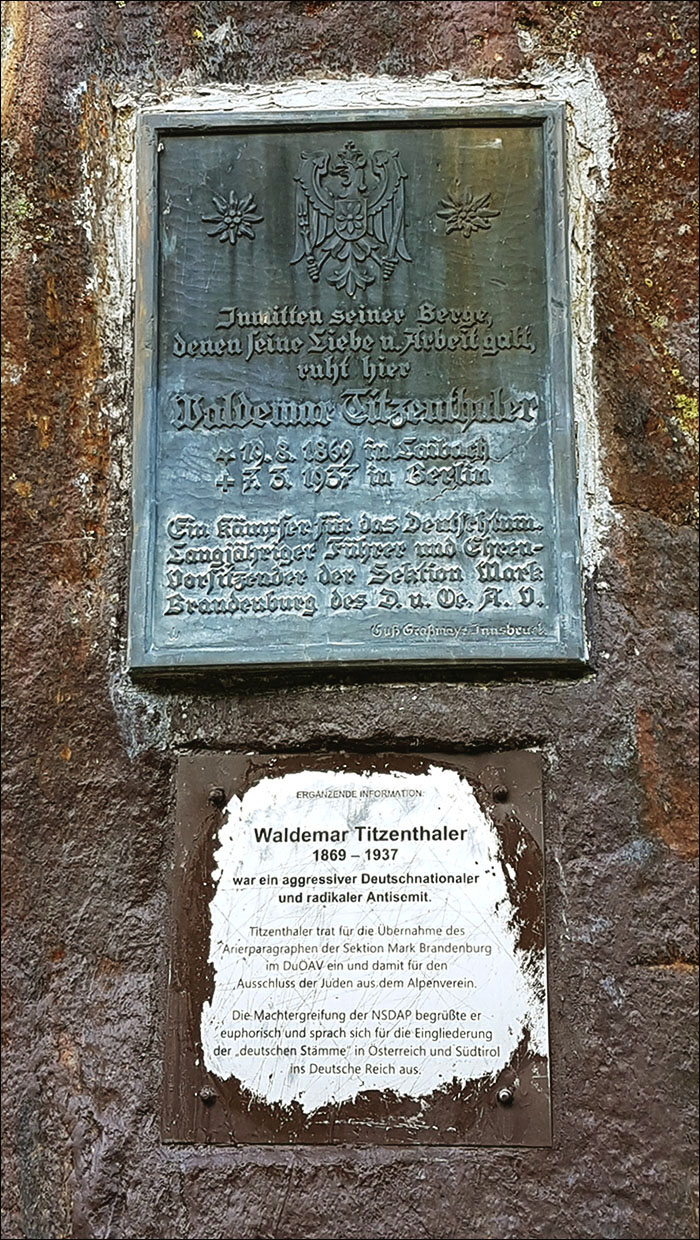 Inmitten seiner Berge,
denen seine Liebe u. Arbeit galt,
ruht hier
Waldemar Titzenthaler
* 19. 8. 1869 in Laibach
+ 7. 3. 1937 in Berlin
Ein Kämpfer für das Deutschtum.
Langjähriger Führer und Ehren-
Vorsitzender der Sektion Mark
Brandenburg des D. u. Oe. A. V.
Guß Graßmayr Innsbruck
ERGÄNZENDE INFORMATION:
Waldemar Titzenthaler
1869 – 1937
war ein aggressiver Deutschnationaler
und radikaler Antisemit.
Titzenthaler trat für die Übernahme des
Arierparagraphen der Sektion Mark Brandenburg
im DuÖAV ein und damit für den
Ausschluss der Juden aus dem Alpenverein.
Die Machtergreifung der NSDAP begrüßte er
euphorisch und sprach sich für die Eingliederung
der „deutschen Stämme“ in Österreich und Südtirol
ins Deutsche Reich aus.